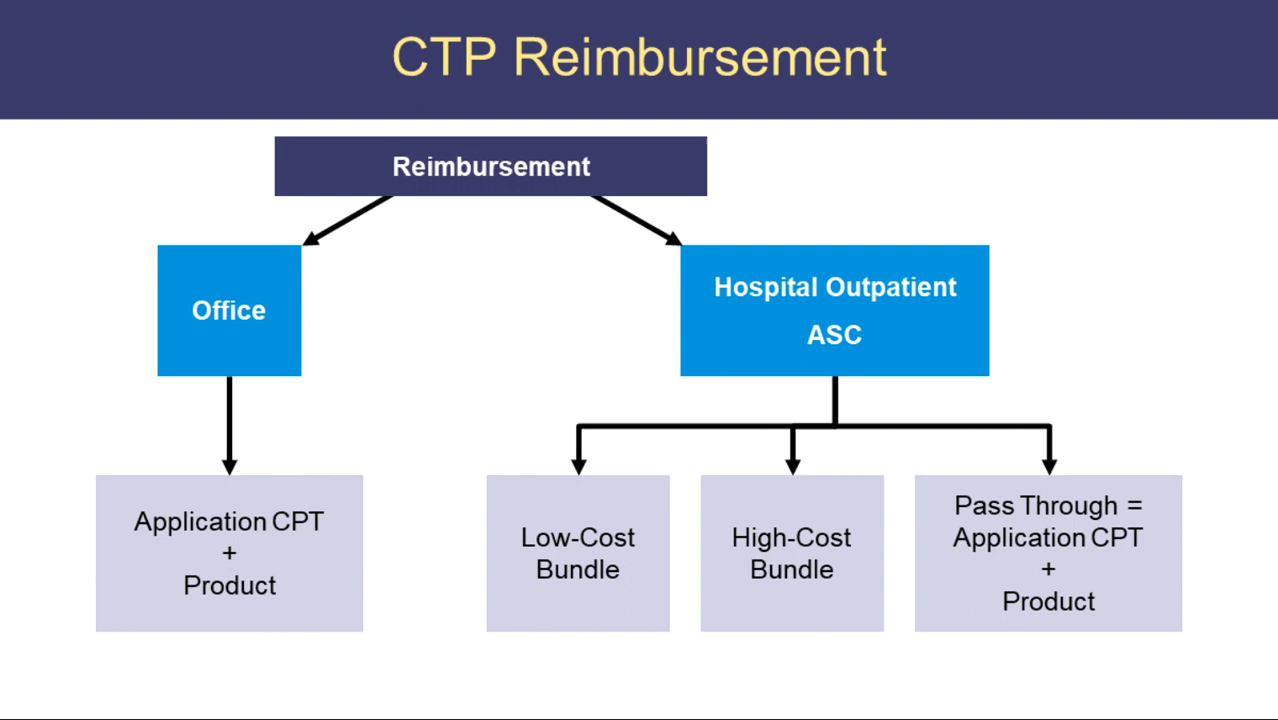 CTP Reimbursement
Reimbursement
Office
Hospital Outpatient
ASC
Application CPT
+
Product
Low-Cost
Bundle
High-Cost
Bundle
Pass Through =
Application CPT
+
Product